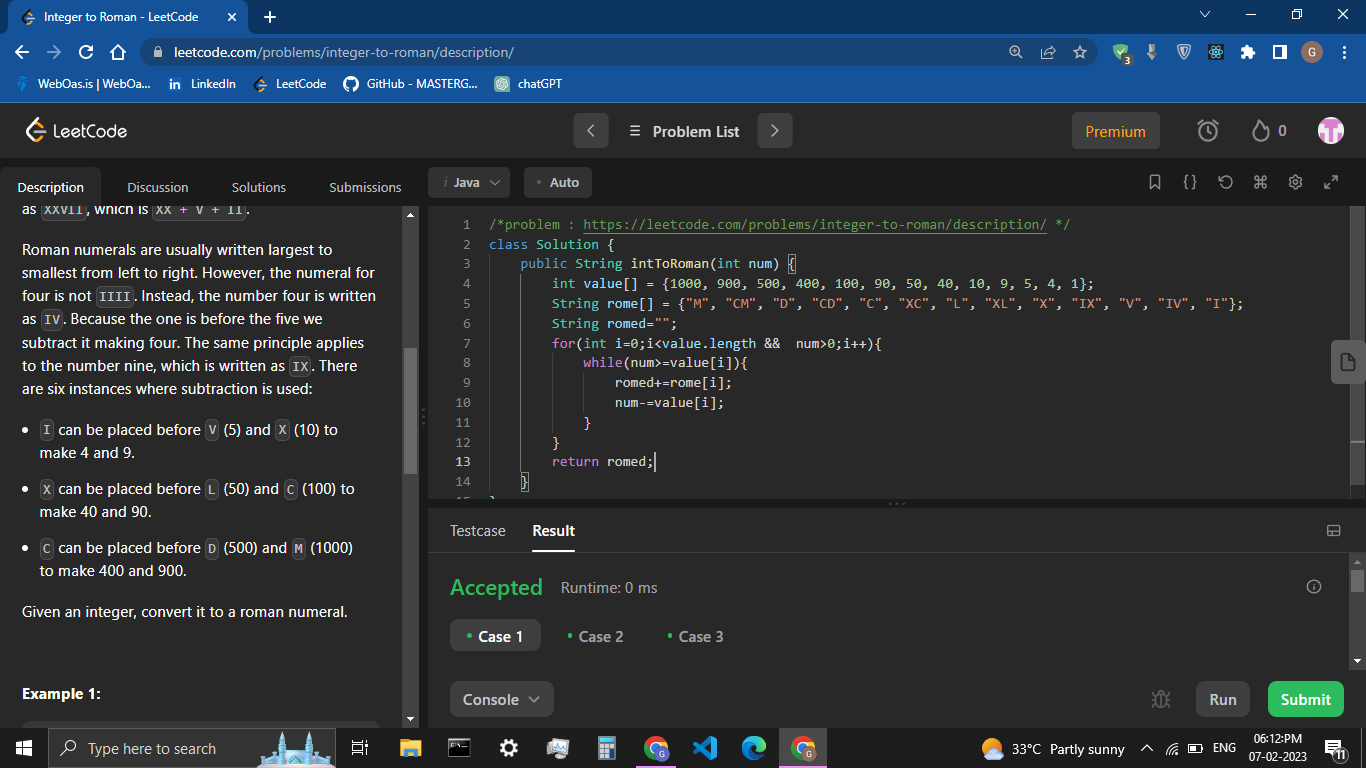 Integer to Roman - LeetCode
leetcode.com/problems/integer-to-roman/description/
3
G
WebOas.is | WebOa...
LinkedIn
LeetCode
GitHub - MASTERG...
chatGPT
LeetCode
Problem List
Premium
0
Description
Discussion
Solutions
Submissions
i Java
Auto
as XXVII, which is XX + V + II.
Roman numerals are usually written largest to
smallest from left to right. However, the numeral for
four is not IIII. Instead, the number four is written
as IV. Because the one is before the five we
subtract it making four. The same principle applies
to the number nine, which is written as IX. There
are six instances where subtraction is used:
• I can be placed before V (5) and X (10) to
make 4 and 9.
• X can be placed before L (50) and C (100) to
make 40 and 90.
• C can be placed before D (500) and M (1000)
to make 400 and 900.
Given an integer, convert it to a roman numeral.
Example 1:
1 /*problem : https://leetcode.com/problems/integer-to-roman/description/ */
2 class Solution {
3 public String intToRoman(int num) {
4 int value[] = {1000, 900, 500, 400, 100, 90, 50, 40, 10, 9, 5, 4, 1};
5 String rome[] = {"M", "CM", "D", "CD", "C", "XC", "L", "XL", "X", "IX", "V", "IV", "I"};
6 String romed="";
7 for(int i=0;i<value.length &&  num>0;i++){
8 while(num>=value[i]){
9 romed+=rome[i];
10 num-=value[i];
11 }
12 }
13 return romed;
14 }
15 }
Testcase
Result
Accepted
Runtime: 0 ms
• Case 1
• Case 2
• Case 3
Console
Run
Submit
Type here to search
G
G
33°C Partly sunny
ENG
06:12:PM
07-02-2023
11